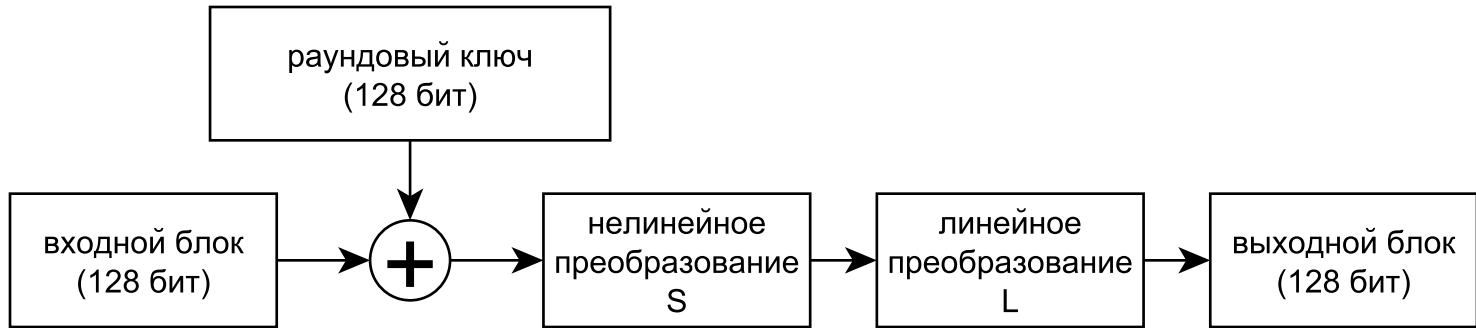 раундовый ключ
(128 бит)
входной блок
(128 бит)
+
нелинейное
преобразование
S
линейное
преобразование
L
выходной блок
(128 бит)